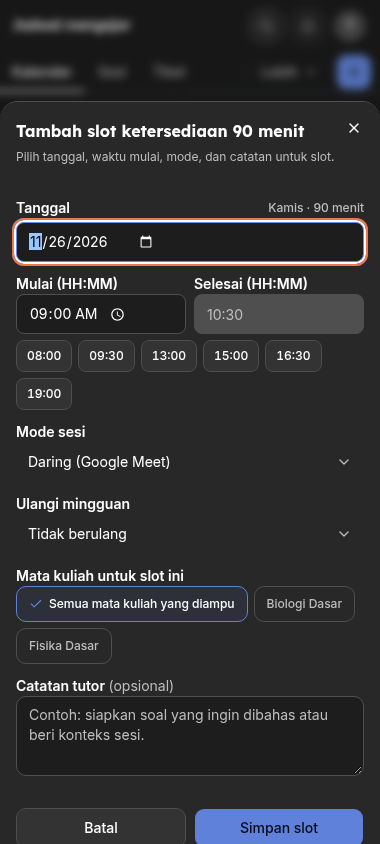 Tambah slot ketersediaan 90 menit
Pilih tanggal, waktu mulai, mode, dan catatan untuk slot.
Tanggal
Kamis · 90 menit
11/26/2026
Mulai (HH:MM)
Selesai (HH:MM)
09:00 AM
10:30
08:00
09:30
13:00
15:00
16:30
19:00
Mode sesi
Daring (Google Meet)
Ulangi mingguan
Tidak berulang
Mata kuliah untuk slot ini
Semua mata kuliah yang diampu
Biologi Dasar
Fisika Dasar
Catatan tutor (opsional)
Contoh: siapkan soal yang ingin dibahas atau
beri konteks sesi.
Batal
Simpan slot